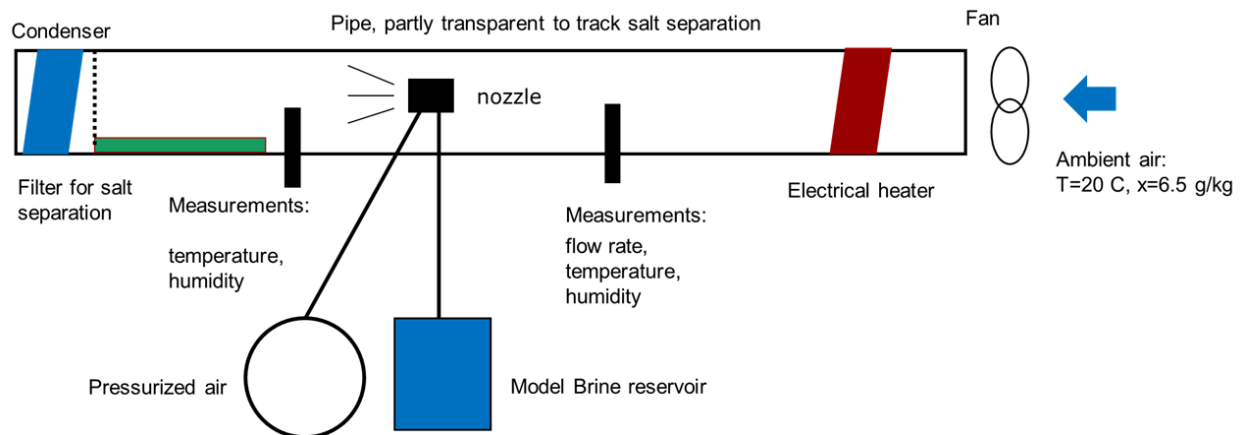 Condenser
Pipe, partly transparent to track salt separation
Fan
nozzle
Ambient air:
T=20 C, x=6.5 g/kg
Filter for salt
separation
Measurements:
temperature,
humidity
Measurements:
flow rate,
temperature,
humidity
Electrical heater
Pressurized air
Model Brine reservoir